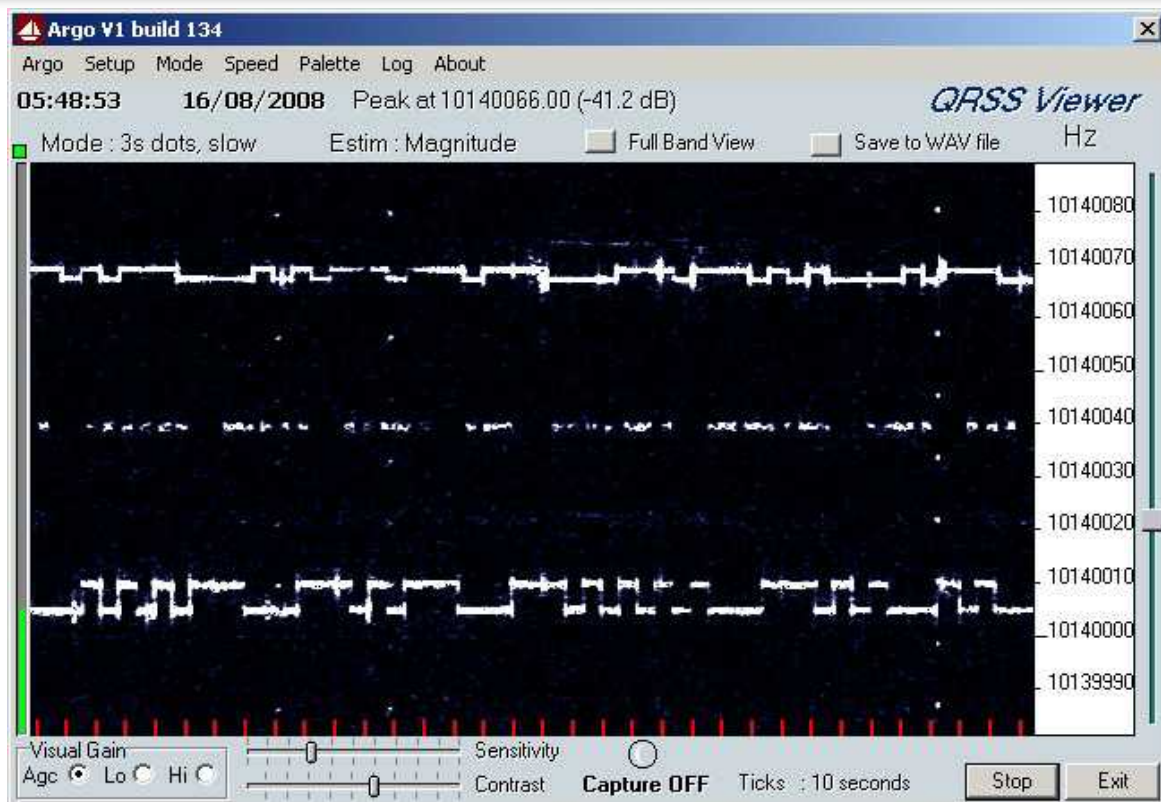 Argo V1 build 134
Argo Setup Mode Speed Palette Log About
05:48:53 16/08/2008 Peak at 10140066.00 (-41.2 dB) QRSS Viewer
Mode : 3s dots, slow Estim : Magnitude Full Band View Save to WAV file Hz
10140080
10140070
10140060
10140050
10140040
10140030
10140020
10140010
10140000
10139990
Visual Gain
Agc Lo Hi
Sensitivity
Contrast
Capture OFF Ticks : 10 seconds Stop Exit